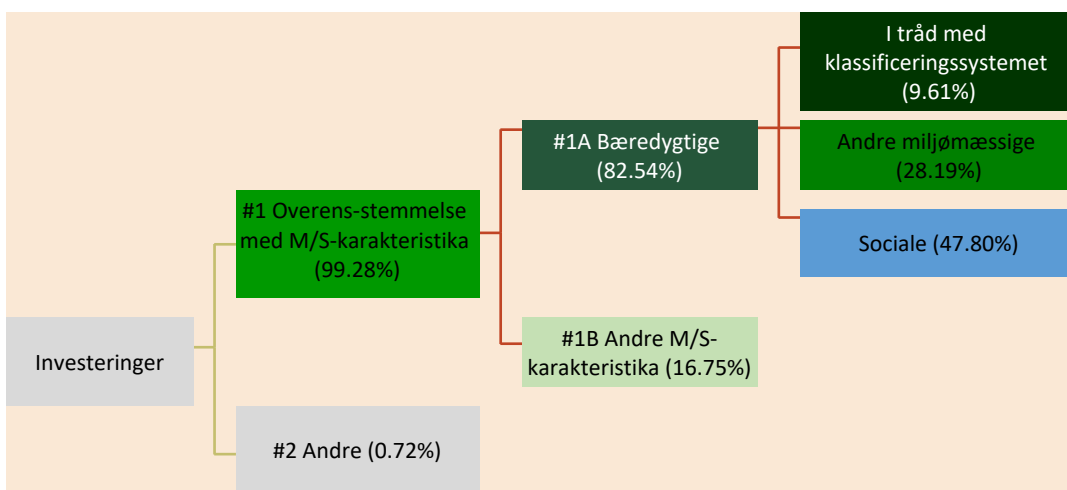 Investeringer
#1 Overens-stemmelse
med M/S-karakteristika
(99.28%)
#2 Andre (0.72%)
#1A Bæredygtige
(82.54%)
#1B Andre M/S-
karakteristika (16.75%)
I tråd med
klassificeringssystemet
(9.61%)
Andre miljømæssige
(28.19%)
Sociale (47.80%)